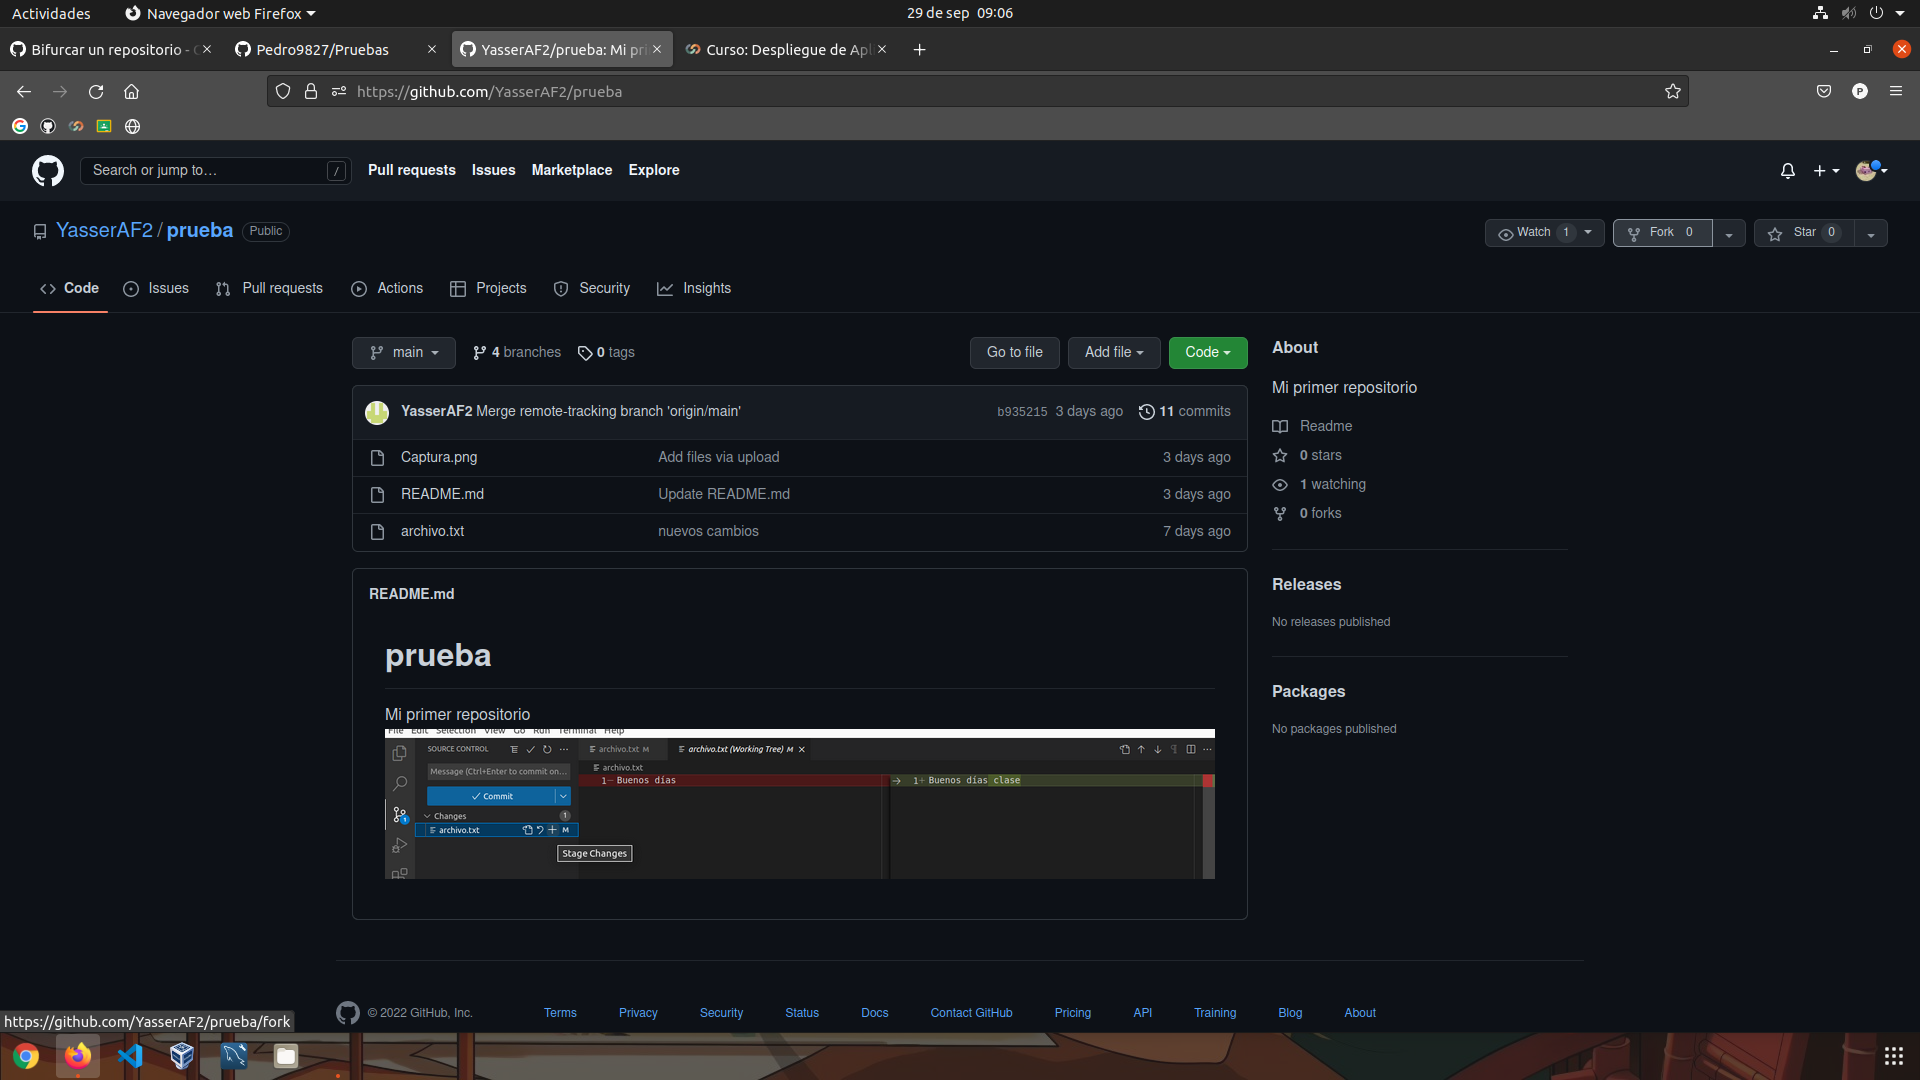 Actividades
Navegador web Firefox
29 de sep 09:06
Bifurcar un repositorio -
Pedro9827/Pruebas
YasserAF2/prueba: Mi pri
Curso: Despliegue de Apl
https://github.com/YasserAF2/prueba
P
Search or jump to… /
Pull requests
Issues
Marketplace
Explore
YasserAF2 / prueba Public
Watch 1
Fork 0
Star 0
Code
Issues
Pull requests
Actions
Projects
Security
Insights
main
4 branches
0 tags
Go to file
Add file
Code
About
Mi primer repositorio
YasserAF2 Merge remote-tracking branch 'origin/main' b935215 3 days ago 11 commits
Captura.png Add files via upload 3 days ago
README.md Update README.md 3 days ago
archivo.txt nuevos cambios 7 days ago
Readme
0 stars
1 watching
0 forks
Releases
No releases published
Packages
No packages published
README.md
prueba
Mi primer repositorio
File Edit Selection View Go Run Terminal Help
SOURCE CONTROL
archivo.txt M
archivo.txt (Working Tree) M
archivo.txt
Message (Ctrl+Enter to commit on...
1− Buenos días
1+ Buenos días clase
Commit
Changes 1
archivo.txt M
Stage Changes
© 2022 GitHub, Inc.
Terms
Privacy
Security
Status
Docs
Contact GitHub
Pricing
API
Training
Blog
About
https://github.com/YasserAF2/prueba/fork